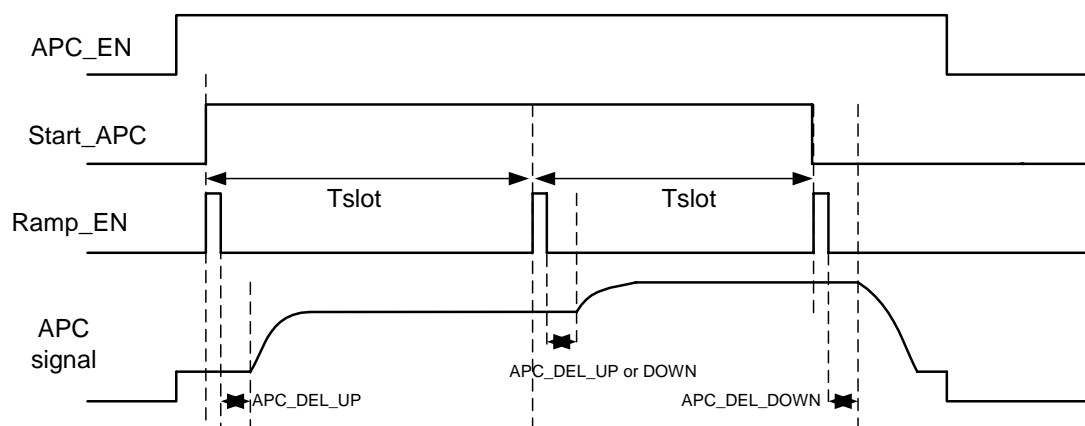 APC_EN
Start_APC
Tslot
Tslot
Ramp_EN
APC
signal
APC_DEL_UP or DOWN
APC_DEL_UP
APC_DEL_DOWN